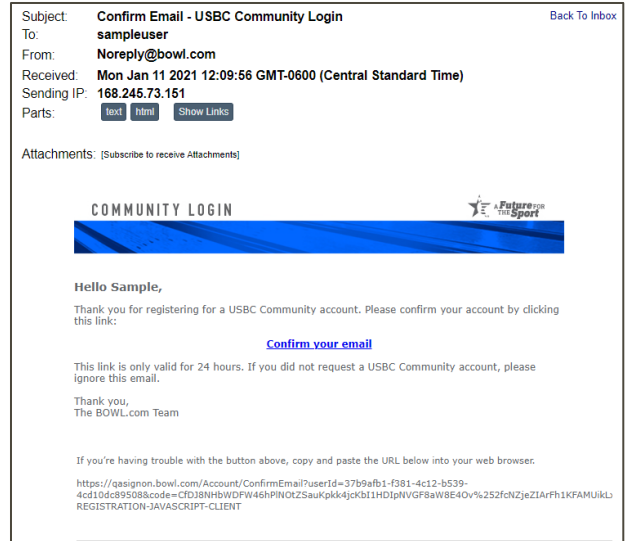 Subject: Confirm Email - USBC Community Login Back To Inbox
To: sampleuser
From: Noreply@bowl.com
Received: Mon Jan 11 2021 12:09:56 GMT-0600 (Central Standard Time)
Sending IP: 168.245.73.151
Parts: text html Show Links
Attachments: [Subscribe to receive Attachments]
COMMUNITY LOGIN
A Future FOR
THE Sport
Hello Sample,
Thank you for registering for a USBC Community account. Please confirm your account by clicking
this link:
Confirm your email
This link is only valid for 24 hours. If you did not request a USBC Community account, please
ignore this email.
Thank you,
The BOWL.com Team
If you're having trouble with the button above, copy and paste the URL below into your web browser.
https://qasignon.bowl.com/Account/ConfirmEmail?userId=37b9afb1-f381-4c12-b539-
4cd10dc89508&code=CfDJ8NHbWDFW46hPlNOtZSauKpkk4jcKbI1HDIpNVGF8aW8E4Ov%252fcNZjeZIArFh1KFAMUikL
REGISTRATION-JAVASCRIPT-CLIENT